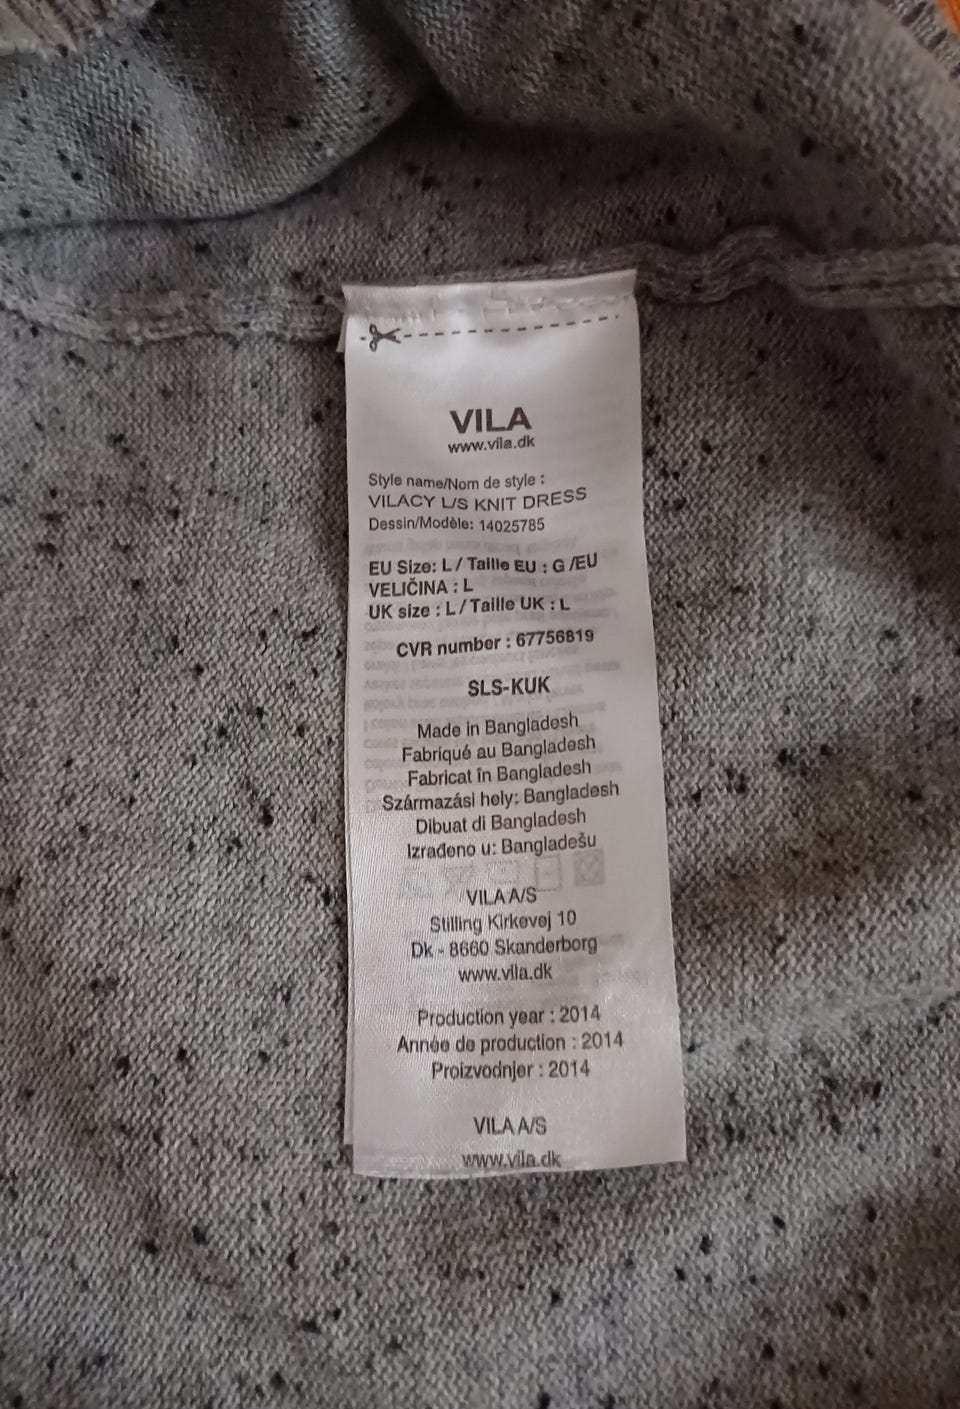 VILA
www.vila.dk
Style name/Nom de style :
VILACY L/S KNIT DRESS
Dessin/Modèle: 14025785
EU Size: L / Taille EU : G /EU
VELIČINA : L
UK size : L / Taille UK : L
CVR number : 67756819
SLS-KUK
Made in Bangladesh
Fabriqué au Bangladesh
Fabricat în Bangladesh
Származási hely: Bangladesh
Dibuat di Bangladesh
Izrađeno u: Bangladešu
VILA A/S
Stilling Kirkevej 10
Dk - 8660 Skanderborg
www.vila.dk
Production year : 2014
Année de production : 2014
Proizvodnjer : 2014
VILA A/S
www.vila.dk